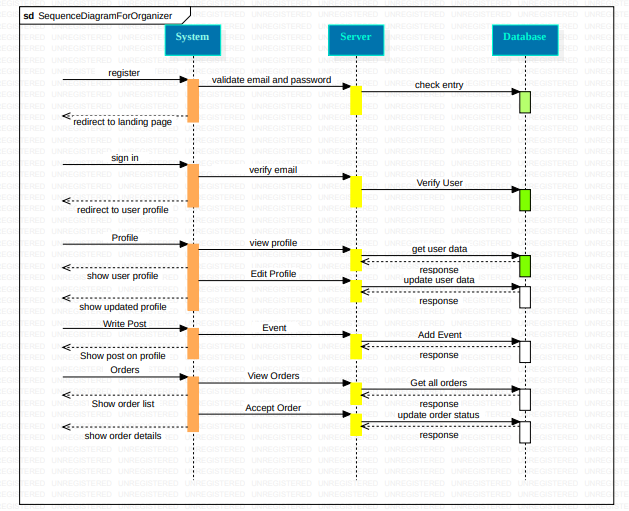 sd SequenceDiagramForOrganizer
System
Server
Database
register
validate email and password
check entry
redirect to landing page
sign in
verify email
Verify User
redirect to user profile
Profile
view profile
get user data
response
show user profile
Edit Profile
update user data
response
show updated profile
Write Post
Event
Add Event
response
Show post on profile
Orders
View Orders
Get all orders
response
Show order list
Accept Order
update order status
response
show order details